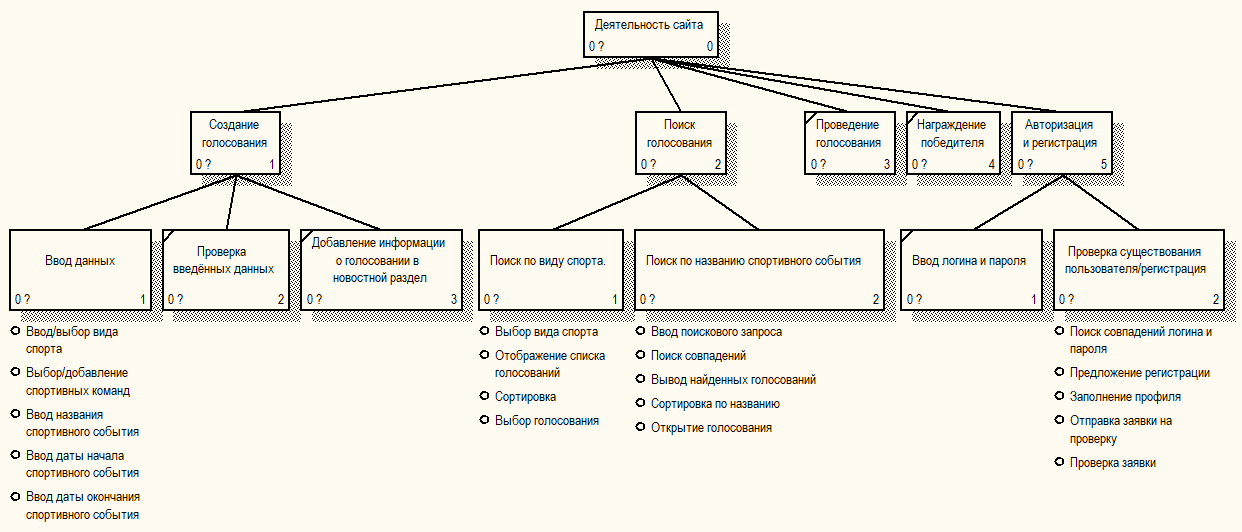 Деятельность сайта
0 ?
0
Создание
голосования
0 ?
1
Поиск
голосования
0 ?
2
Проведение
голосования
0 ?
3
Награждение
победителя
0 ?
4
Авторизация
и регистрация
0 ?
5
Ввод данных
0 ?
1
Проверка
введённых данных
0 ?
2
Добавление информации
о голосовании в
новостной раздел
0 ?
3
Поиск по виду спорта.
0 ?
1
Поиск по названию спортивного события
0 ?
2
Ввод логина и пароля
0 ?
1
Проверка существования
пользователя/регистрация
0 ?
2
Ввод/выбор вида
спорта
Выбор/добавление
спортивных команд
Ввод названия
спортивного события
Ввод даты начала
спортивного события
Ввод даты окончания
спортивного события
Выбор вида спорта
Отображение списка
голосований
Сортировка
Выбор голосования
Ввод поискового запроса
Поиск совпадений
Вывод найденных голосований
Сортировка по названию
Открытие голосования
Поиск совпадений логина и
пароля
Предложение регистрации
Заполнение профиля
Отправка заявки на
проверку
Проверка заявки